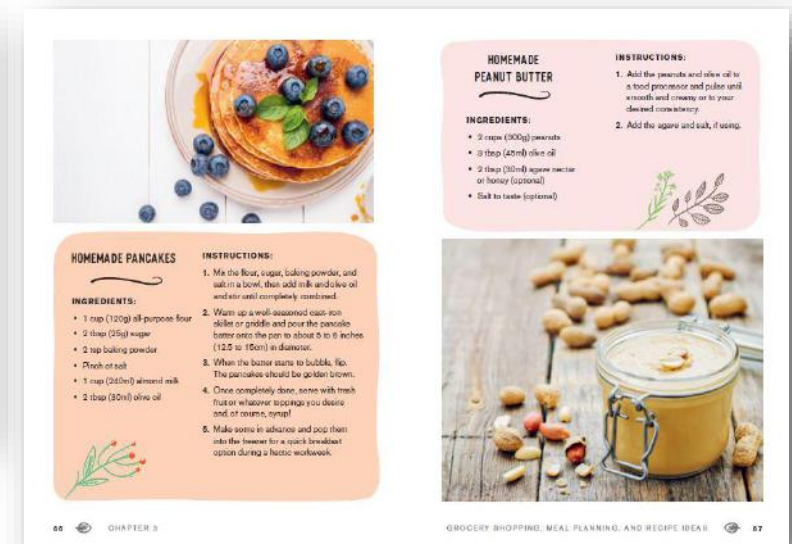 HOMEMADE PANCAKES
INGREDIENTS:
• 1 cup (120g) all-purpose flour
• 2 tbsp (25g) sugar
• 2 tsp baking powder
• Pinch of salt
• 1 cup (240ml) almond milk
• 2 tbsp (30ml) olive oil
INSTRUCTIONS:
1. Mix the flour, sugar, baking powder, and
salt in a bowl, then add milk and olive oil
and stir until completely combined.
2. Warm up a well-seasoned cast-iron
skillet or griddle and pour the pancake
batter onto the pan to about 5 to 6 inches
(12.5 to 15cm) in diameter.
3. When the batter starts to bubble, flip.
The pancakes should be golden brown.
4. Once completely done, serve with fresh
fruit or whatever toppings you desire
and, of course, syrup!
5. Make some in advance and pop them
into the freezer for a quick breakfast
option during a hectic workweek.
66 CHAPTER 3
HOMEMADE
PEANUT BUTTER
INGREDIENTS:
• 2 cups (300g) peanuts
• 3 tbsp (45ml) olive oil
• 2 tbsp (30ml) agave nectar
or honey (optional)
• Salt to taste (optional)
INSTRUCTIONS:
1. Add the peanuts and olive oil to
a food processor and pulse until
smooth and creamy or to your
desired consistency.
2. Add the agave and salt, if using.
GROCERY SHOPPING, MEAL PLANNING, AND RECIPE IDEAS 67